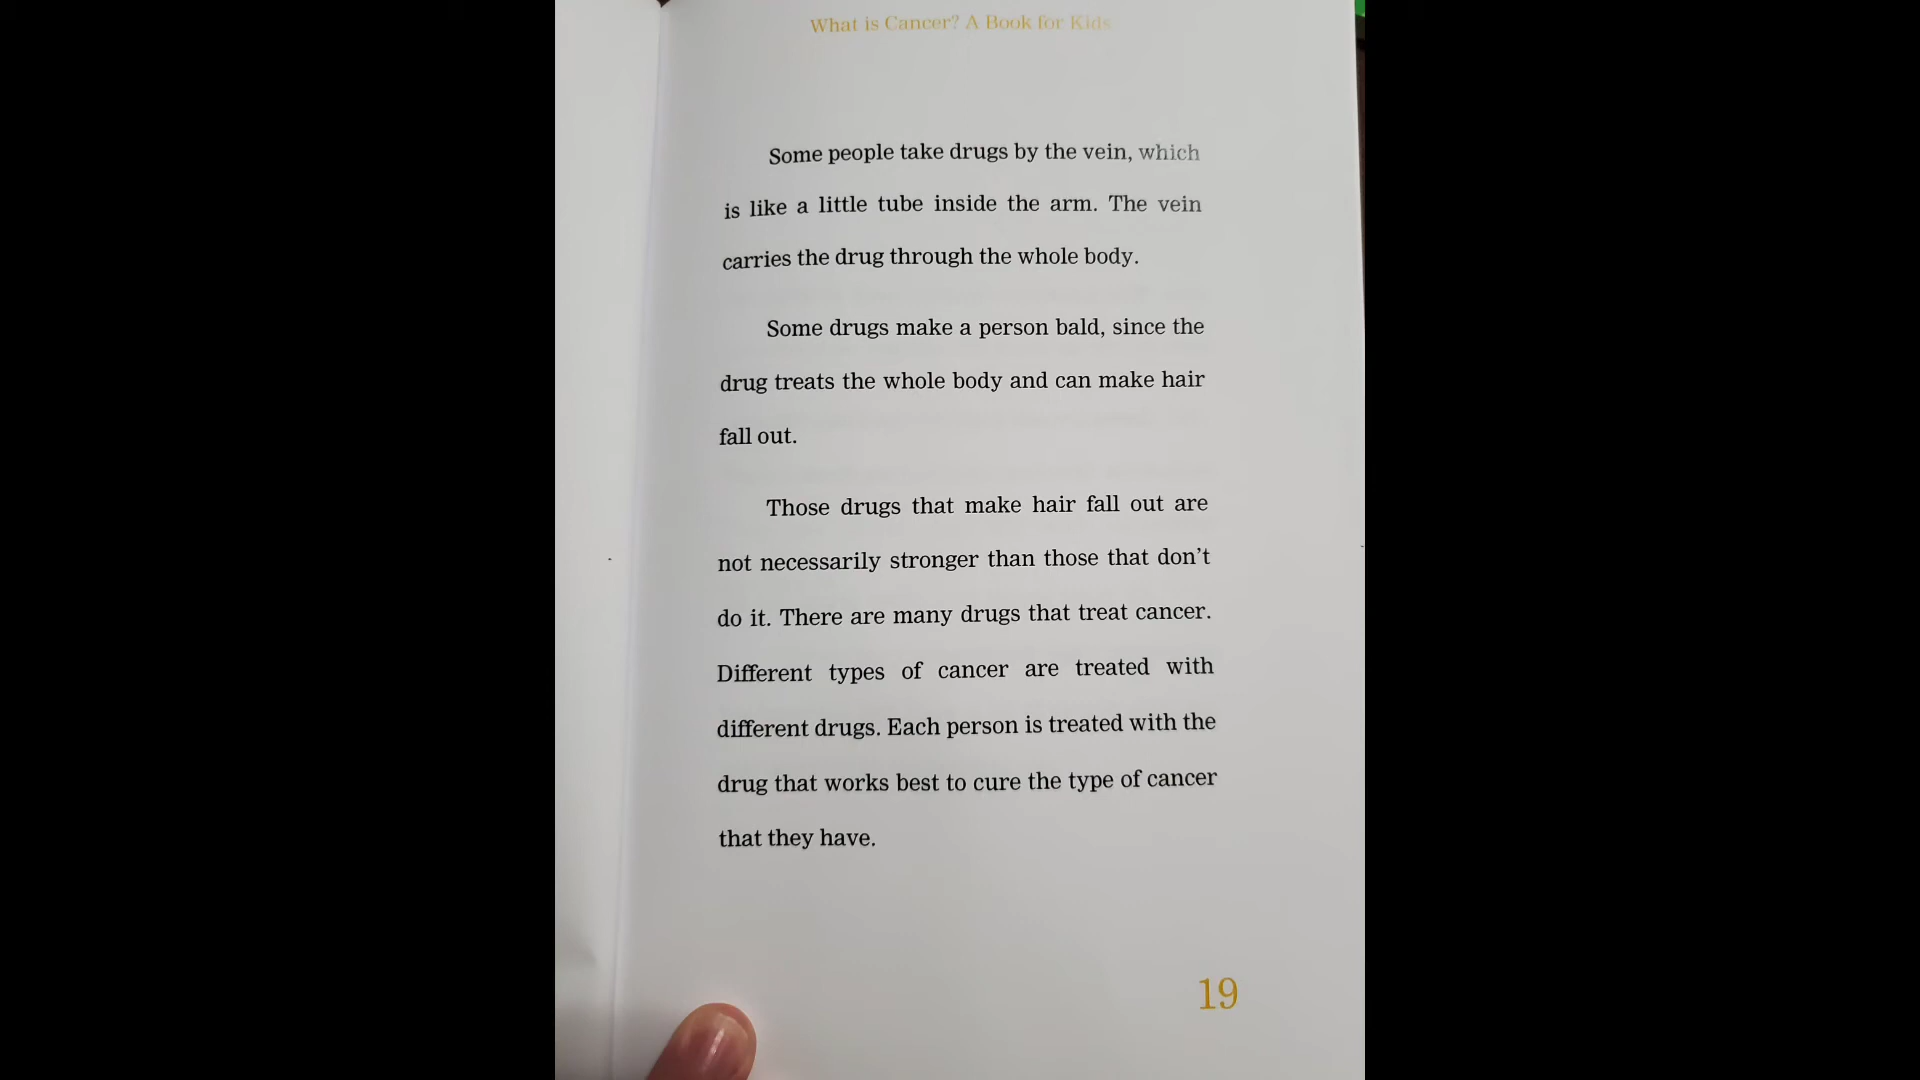 What is Cancer? A Book for Kids
Some people take drugs by the vein, which
is like a little tube inside the arm. The vein
carries the drug through the whole body.
Some drugs make a person bald, since the
drug treats the whole body and can make hair
fall out.
Those drugs that make hair fall out are
not necessarily stronger than those that don’t
do it. There are many drugs that treat cancer.
Different types of cancer are treated with
different drugs. Each person is treated with the
drug that works best to cure the type of cancer
that they have.
19